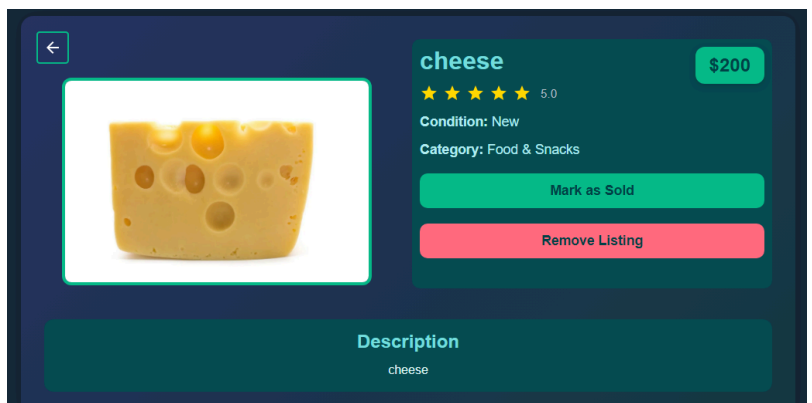 cheese
$200
5.0
Condition: New
Category: Food & Snacks
Mark as Sold
Remove Listing
Description
cheese